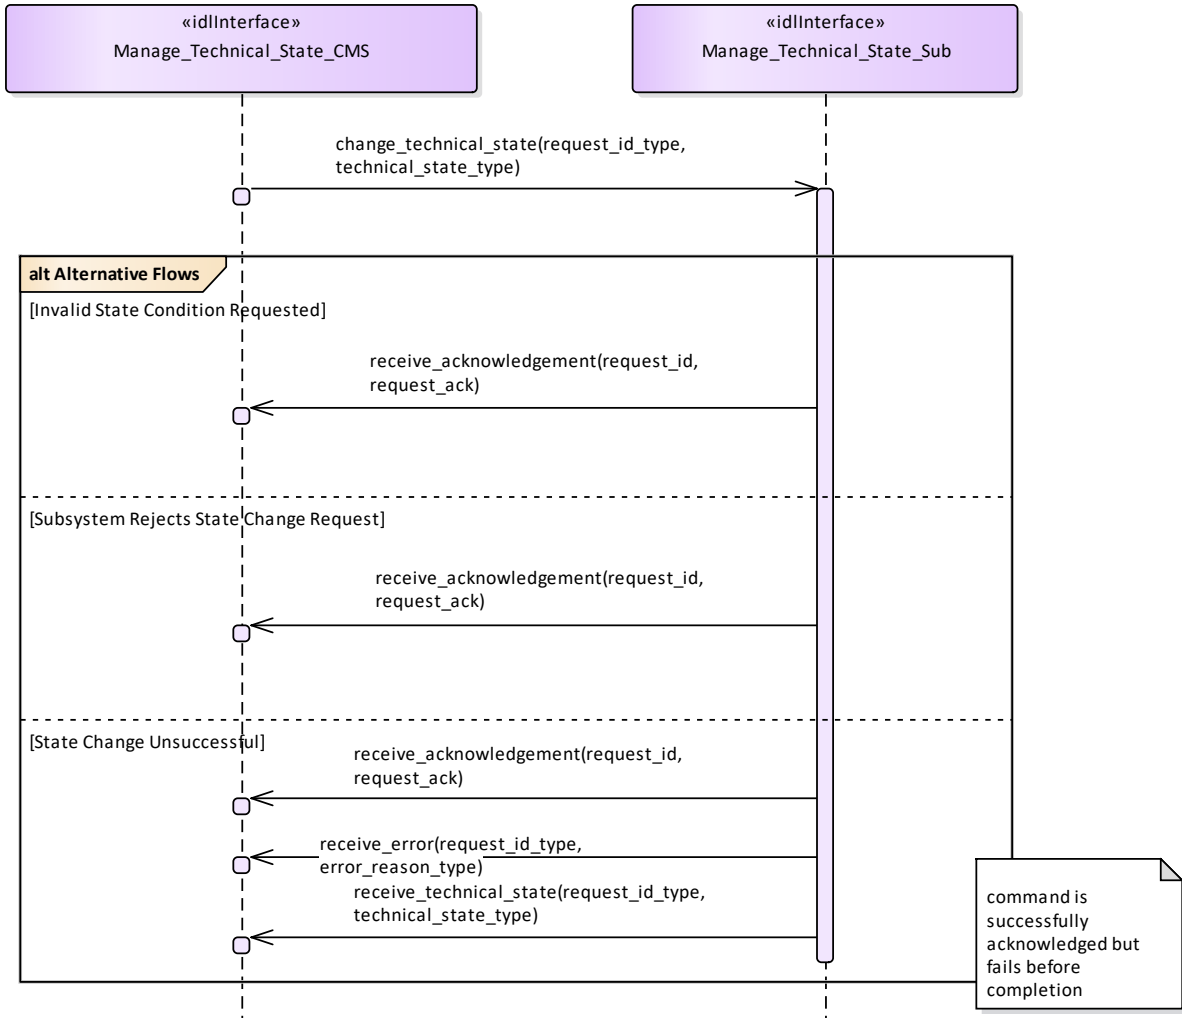 «idlInterface»
Manage_Technical_State_CMS
«idlInterface»
Manage_Technical_State_Sub
change_technical_state(request_id_type,
technical_state_type)
alt Alternative Flows
[Invalid State Condition Requested]
receive_acknowledgement(request_id,
request_ack)
[Subsystem Rejects State Change Request]
receive_acknowledgement(request_id,
request_ack)
[State Change Unsuccessful]
receive_acknowledgement(request_id,
request_ack)
receive_error(request_id_type,
error_reason_type)
receive_technical_state(request_id_type,
technical_state_type)
command is
successfully
acknowledged but
fails before
completion